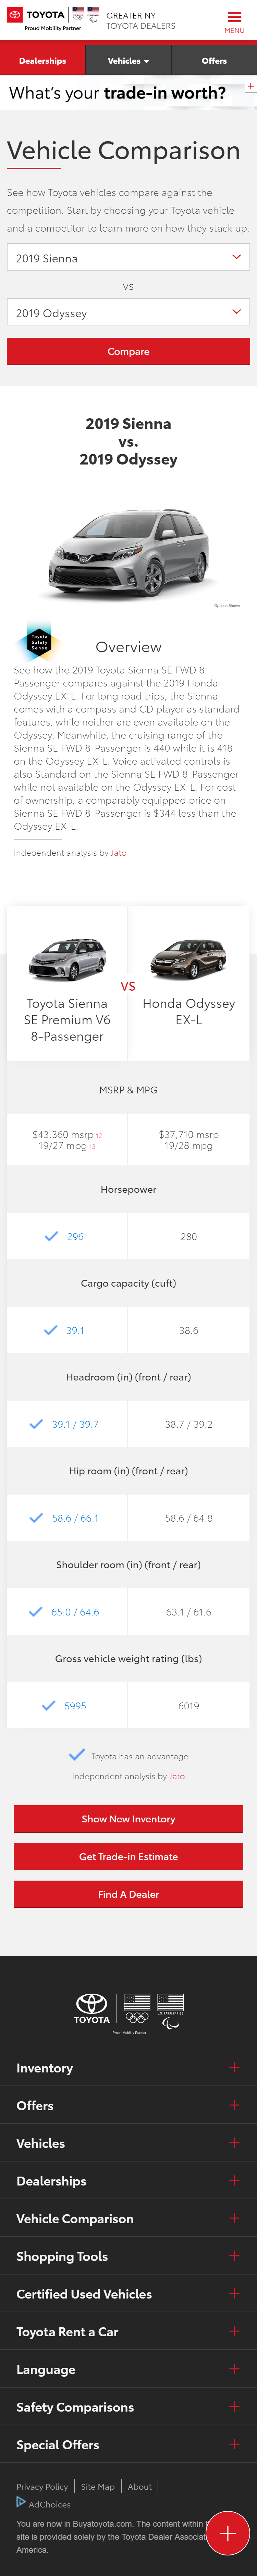 TOYOTA
Proud Mobility Partner
GREATER NY
TOYOTA DEALERS
MENU
Dealerships
Vehicles
Offers
What's your trade-in worth?
Vehicle Comparison
See how Toyota vehicles compare against the
competition. Start by choosing your Toyota vehicle
and a competitor to learn more on how they stack up.
2019 Sienna
VS
2019 Odyssey
Compare
2019 Sienna
vs.
2019 Odyssey
Options Shown
Toyota
Safety
Sense
Overview
See how the 2019 Toyota Sienna SE FWD 8-
Passenger compares against the 2019 Honda
Odyssey EX-L. For long road trips, the Sienna
comes with a compass and CD player as standard
features, while neither are even available on the
Odyssey. Meanwhile, the cruising range of the
Sienna SE FWD 8-Passenger is 440 while it is 418
on the Odyssey EX-L. Voice activated controls is
also Standard on the Sienna SE FWD 8-Passenger
while not available on the Odyssey EX-L. For cost
of ownership, a comparably equipped price on
Sienna SE FWD 8-Passenger is $344 less than the
Odyssey EX-L.
Independent analysis by Jato
VS
Toyota Sienna
SE Premium V6
8-Passenger
Honda Odyssey
EX-L
MSRP & MPG
$43,360 msrp 12
19/27 mpg 13
$37,710 msrp
19/28 mpg
Horsepower
296
280
Cargo capacity (cuft)
39.1
38.6
Headroom (in) (front / rear)
39.1 / 39.7
38.7 / 39.2
Hip room (in) (front / rear)
58.6 / 66.1
58.6 / 64.8
Shoulder room (in) (front / rear)
65.0 / 64.6
63.1 / 61.6
Gross vehicle weight rating (lbs)
5995
6019
Toyota has an advantage
Independent analysis by Jato
Show New Inventory
Get Trade-in Estimate
Find A Dealer
TOYOTA
Proud Mobility Partner
Inventory
Offers
Vehicles
Dealerships
Vehicle Comparison
Shopping Tools
Certified Used Vehicles
Toyota Rent a Car
Language
Safety Comparisons
Special Offers
Privacy Policy
Site Map
About
AdChoices
You are now in Buyatoyota.com. The content within
site is provided solely by the Toyota Dealer Associat
America.